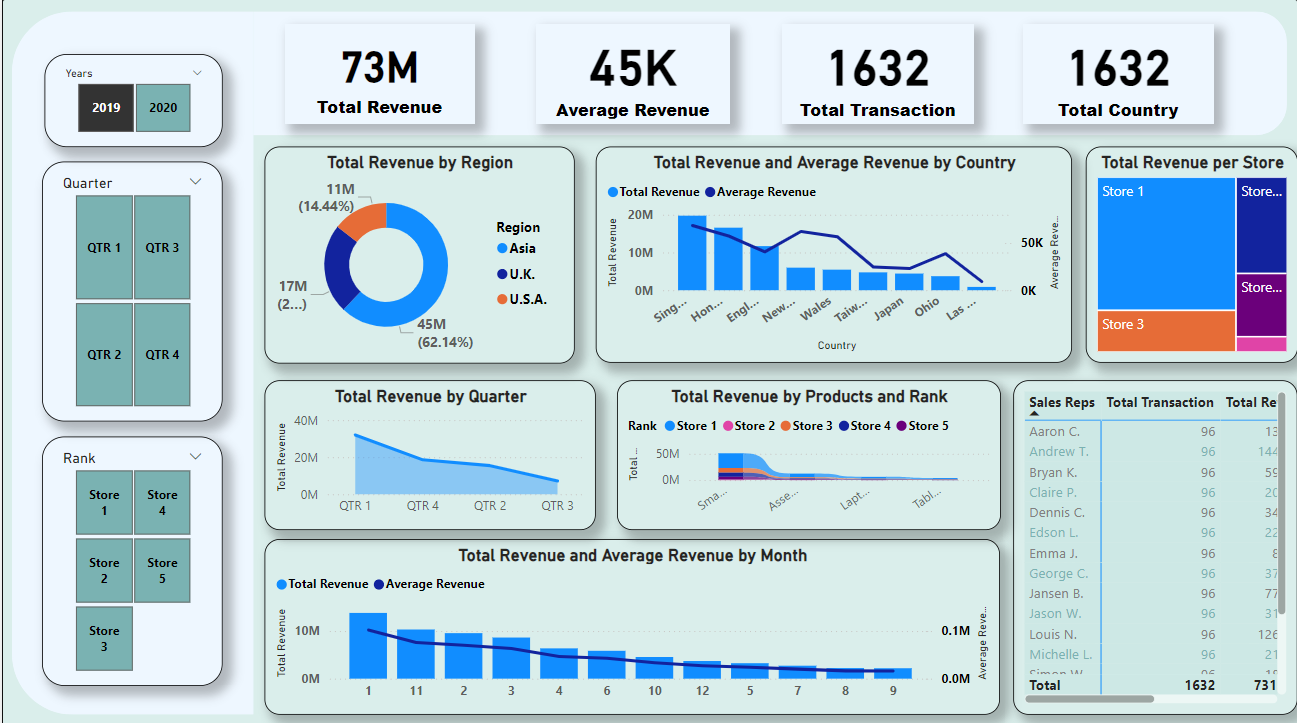 Years
2019
2020
Quarter
QTR 1
QTR 3
QTR 2
QTR 4
Rank
Store
1
Store
4
Store
2
Store
5
Store
3
73M
Total Revenue
45K
Average Revenue
1632
Total Transaction
1632
Total Country
Total Revenue by Region
11M
(14.44%)
17M
(2...)
45M
(62.14%)
Region
Asia
U.K.
U.S.A.
Total Revenue and Average Revenue by Country
Total Revenue Average Revenue
Total Revenue
20M
10M
0M
50K
0K
Average Reve...
Sing...
Hon...
Engl...
New...
Wales
Taiw...
Japan
Ohio
Las ...
Country
Total Revenue per Store
Store 1
Store...
Store...
Store 3
Total Revenue by Quarter
Total Revenue
40M
20M
0M
QTR 1 QTR 4 QTR 2 QTR 3
Total Revenue by Products and Rank
Rank Store 1 Store 2 Store 3 Store 4 Store 5
Total ...
50M
0M
Sma...
Asse...
Lapt...
Tabl...
Total Revenue and Average Revenue by Month
Total Revenue Average Revenue
Total Revenue
10M
0M
0.1M
0.0M
Average Reve...
1 11 2 3 4 6 10 12 5 7 8 9
Sales Reps Total Transaction Total Re
Aaron C. 96 13
Andrew T. 96 144
Bryan K. 96 59
Claire P. 96 20
Dennis C. 96 34
Edson L. 96 22
Emma J. 96 8
George C. 96 37
Jansen B. 96 77
Jason W. 96 31
Louis N. 96 126
Michelle L. 96 21
Total 1632 731